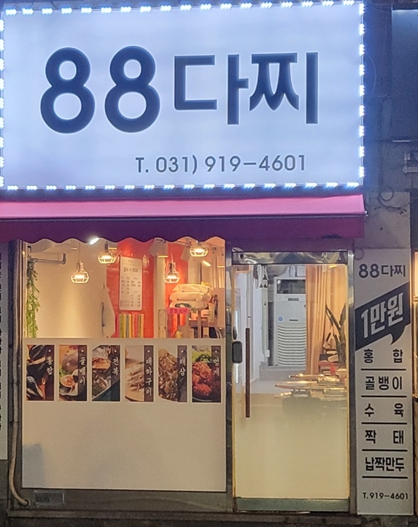 88다찌
T. 031) 919-4601
88다찌
1만원
홍 합
골뱅이
수 육
짝 태
납짝만두
T.919-4601